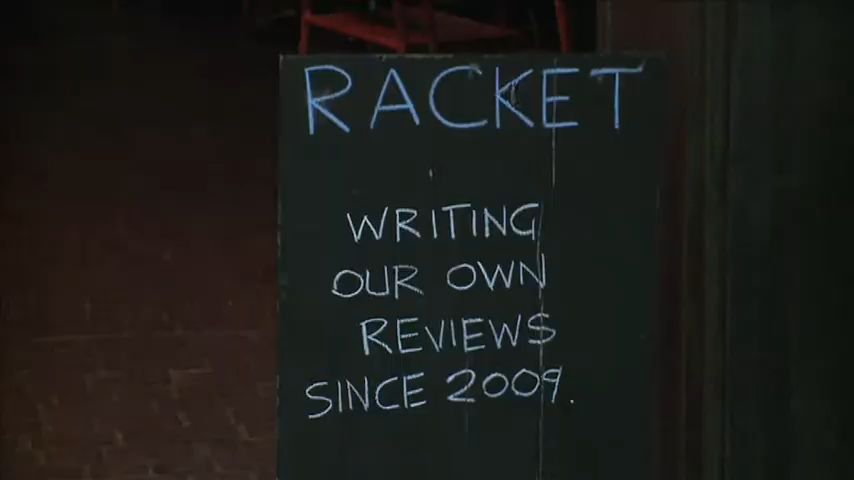 RACKET
WRITING
OUR OWN
REVIEWS
SINCE 2009.